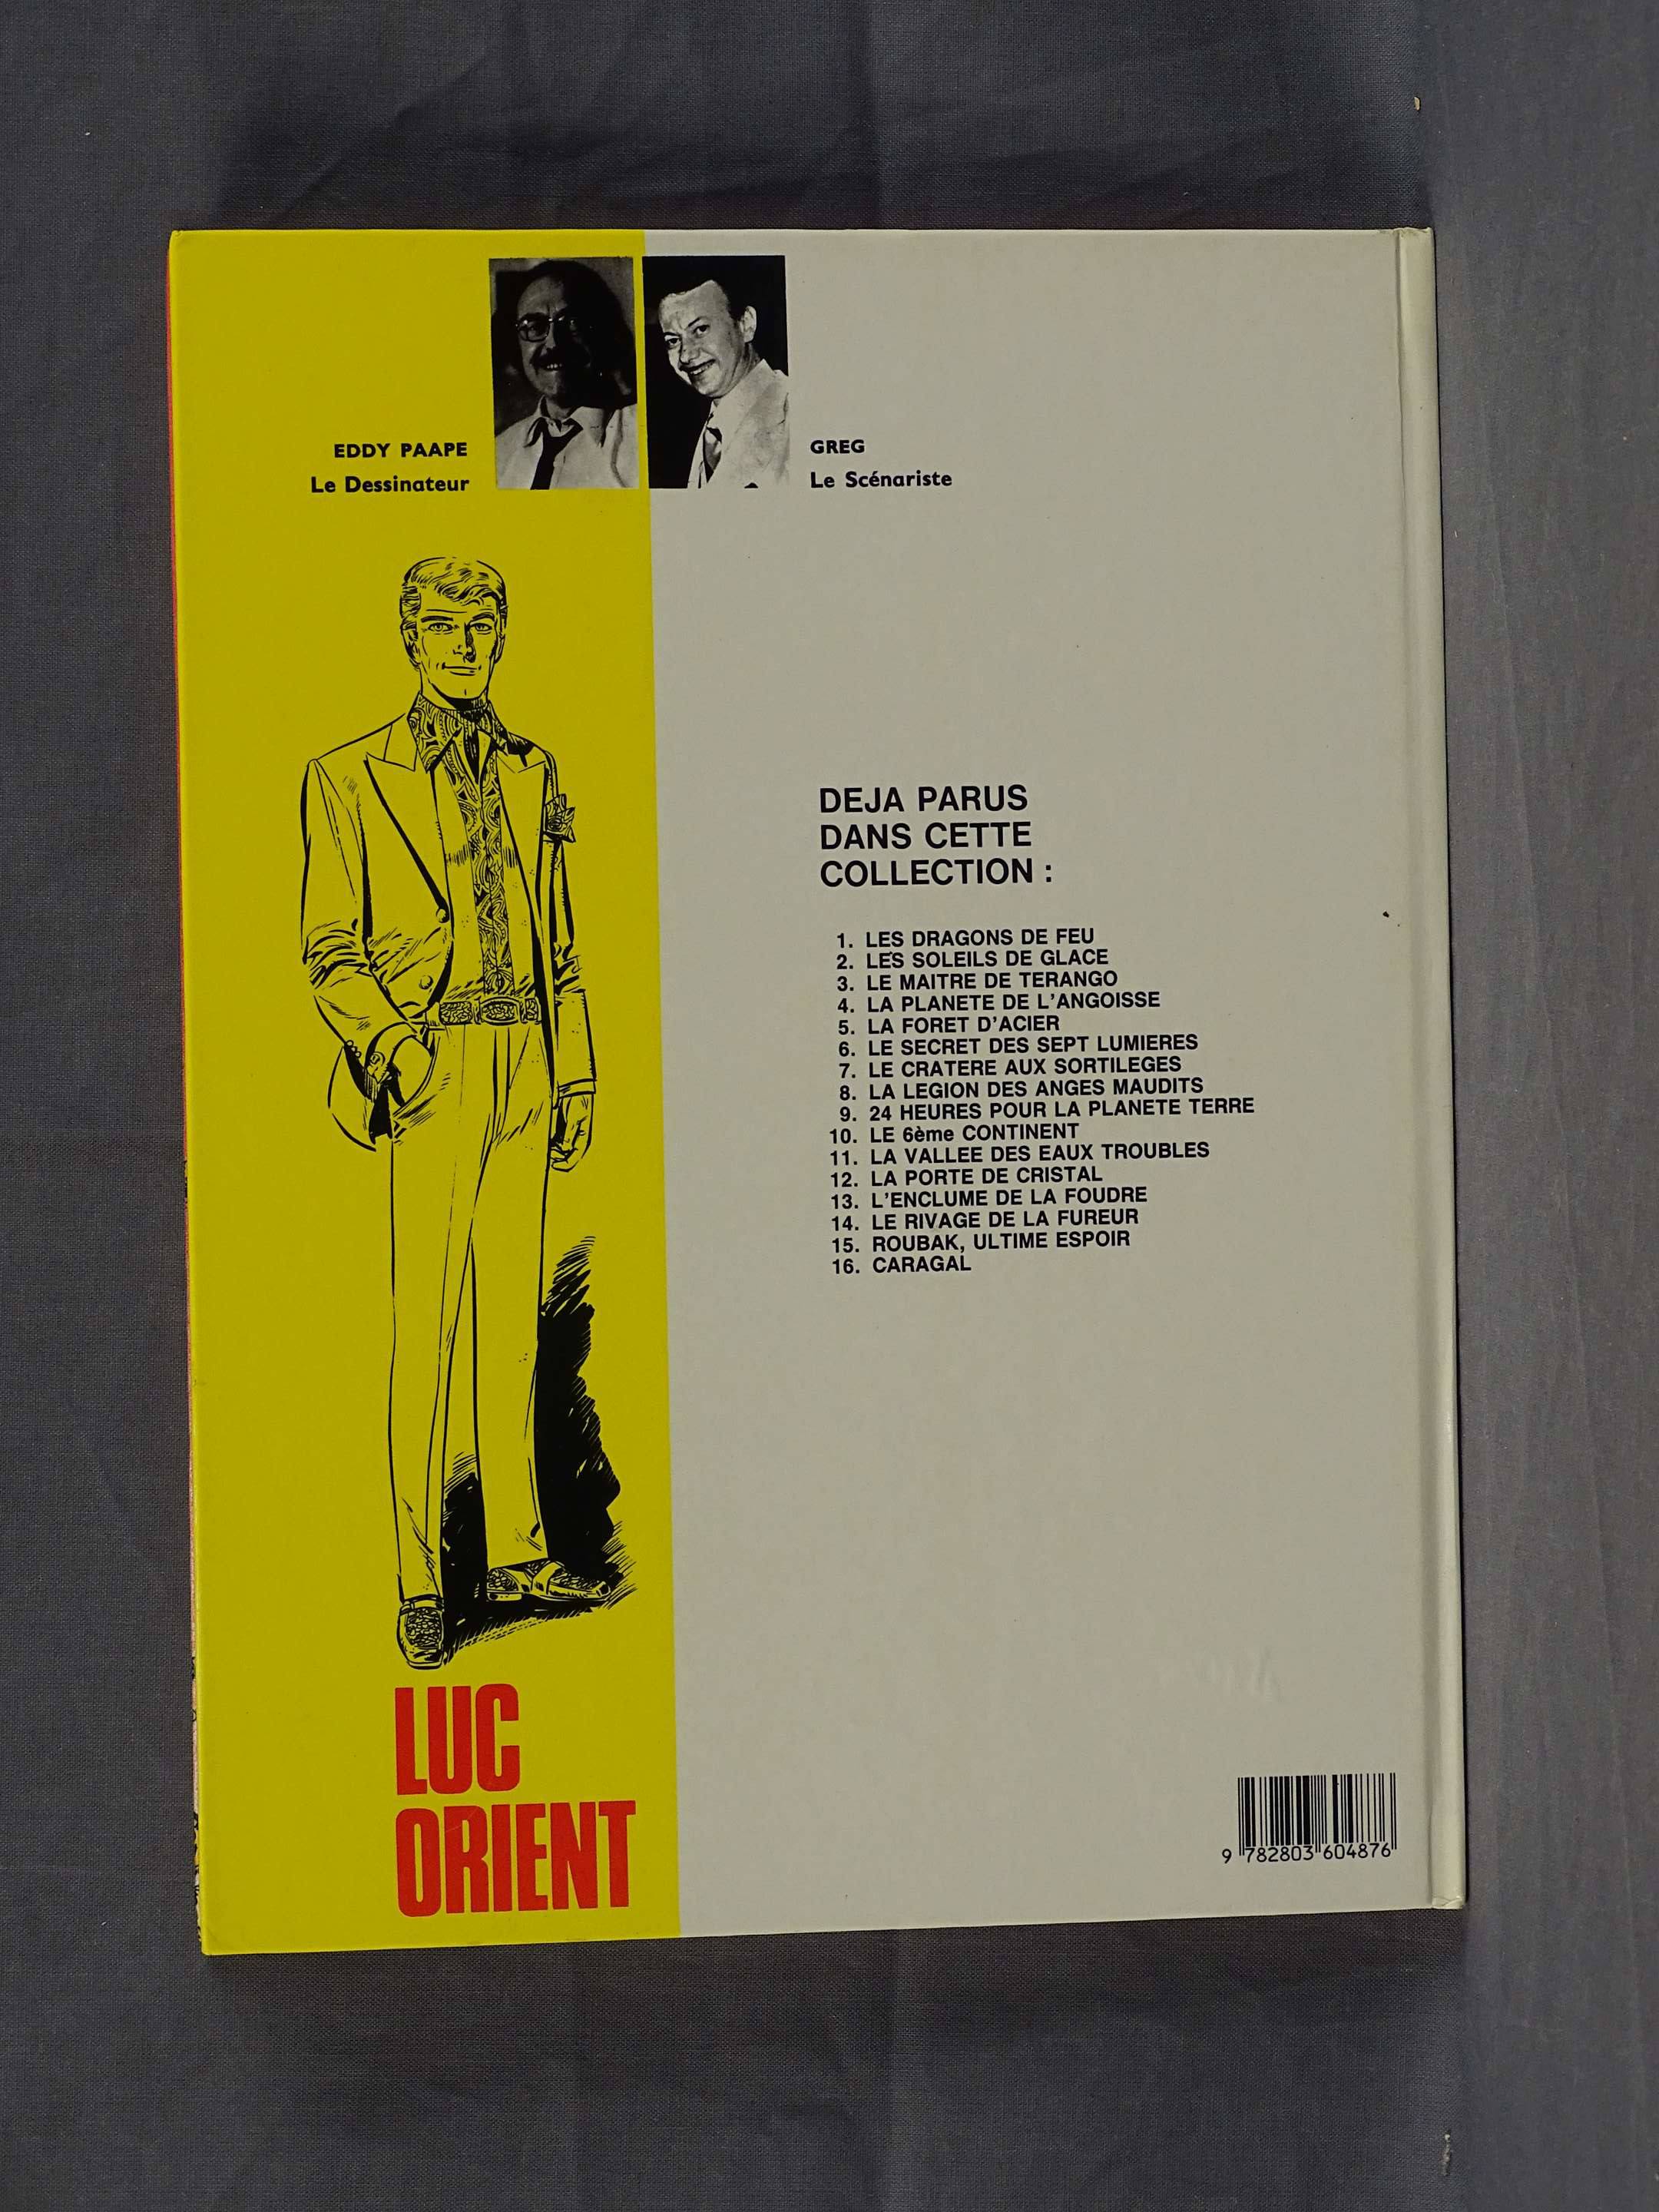 EDDY PAAPE
Le Dessinateur
GREG
Le Scénariste
DEJA PARUS
DANS CETTE
COLLECTION :
1. LES DRAGONS DE FEU
2. LES SOLEILS DE GLACE
3. LE MAITRE DE TERANGO
4. LA PLANETE DE L'ANGOISSE
5. LA FORET D'ACIER
6. LE SECRET DES SEPT LUMIERES
7. LE CRATERE AUX SORTILEGES
8. LA LEGION DES ANGES MAUDITS
9. 24 HEURES POUR LA PLANETE TERRE
10. LE 6ème CONTINENT
11. LA VALLEE DES EAUX TROUBLES
12. LA PORTE DE CRISTAL
13. L'ENCLUME DE LA FOUDRE
14. LE RIVAGE DE LA FUREUR
15. ROUBAK, ULTIME ESPOIR
16. CARAGAL
LUC
ORIENT
9 782803 604876